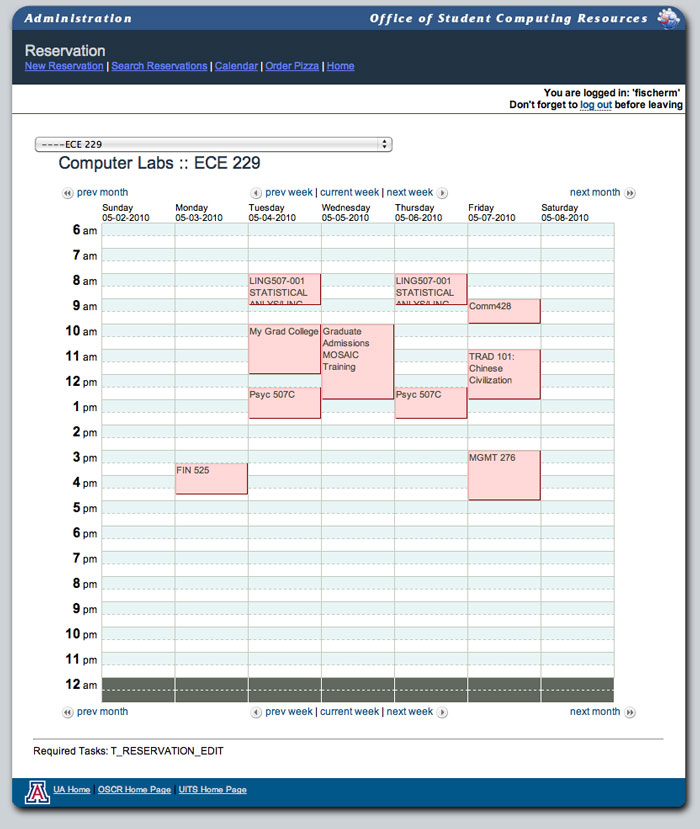 Administration
Office of Student Computing Resources
Reservation
New Reservation | Search Reservations | Calendar | Order Pizza | Home
You are logged in: 'fischerm'
Don't forget to log out before leaving
----ECE 229
Computer Labs :: ECE 229
prev month
prev week | current week | next week
next month
Sunday
05-02-2010
Monday
05-03-2010
Tuesday
05-04-2010
Wednesday
05-05-2010
Thursday
05-06-2010
Friday
05-07-2010
Saturday
05-08-2010
6 am
7 am
8 am
LING507-001
STATISTICAL
ANLYS/LING
LING507-001
STATISTICAL
ANLYS/LING
9 am
Comm428
10 am
My Grad College
Graduate
Admissions
MOSAIC
Training
11 am
TRAD 101:
Chinese
Civilization
12 pm
Psyc 507C
Psyc 507C
1 pm
2 pm
3 pm
MGMT 276
FIN 525
4 pm
5 pm
6 pm
7 pm
8 pm
9 pm
10 pm
11 pm
12 am
prev month
prev week | current week | next week
next month
Required Tasks: T_RESERVATION_EDIT
A
UA Home | OSCR Home Page | UITS Home Page